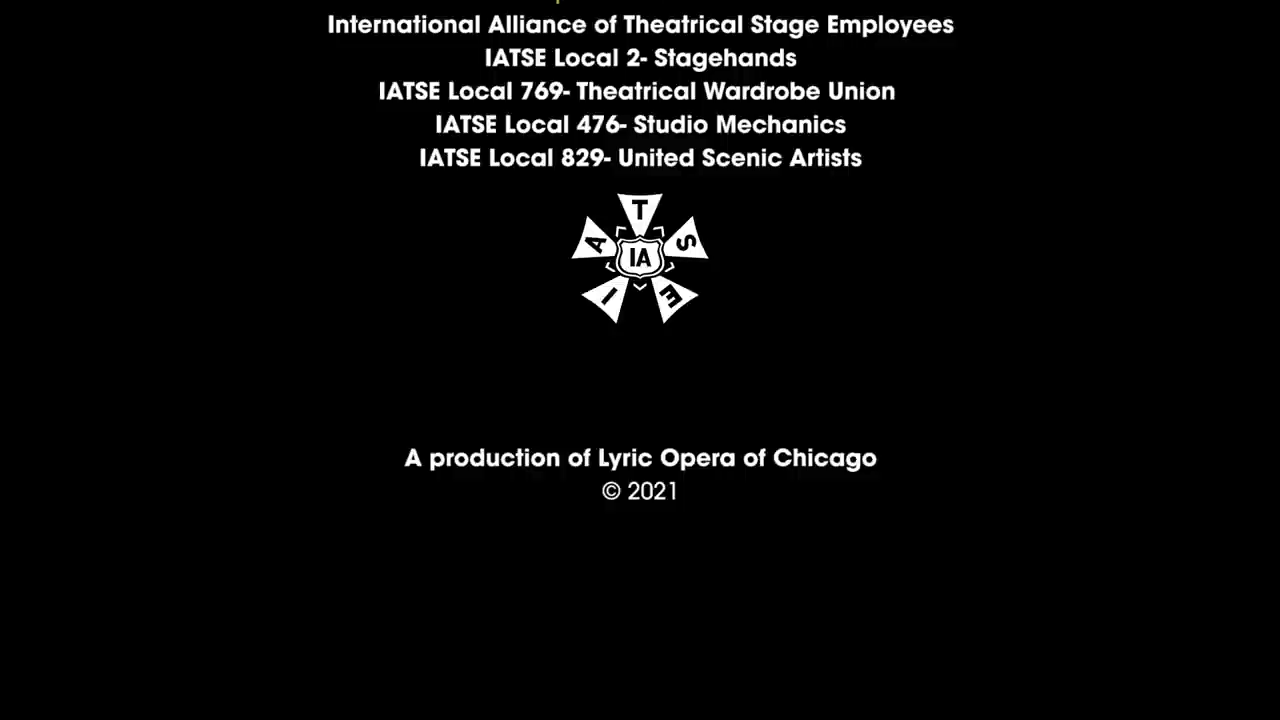 International Alliance of Theatrical Stage Employees
IATSE Local 2- Stagehands
IATSE Local 769- Theatrical Wardrobe Union
IATSE Local 476- Studio Mechanics
IATSE Local 829- United Scenic Artists
I A T S E
IA
A production of Lyric Opera of Chicago
© 2021